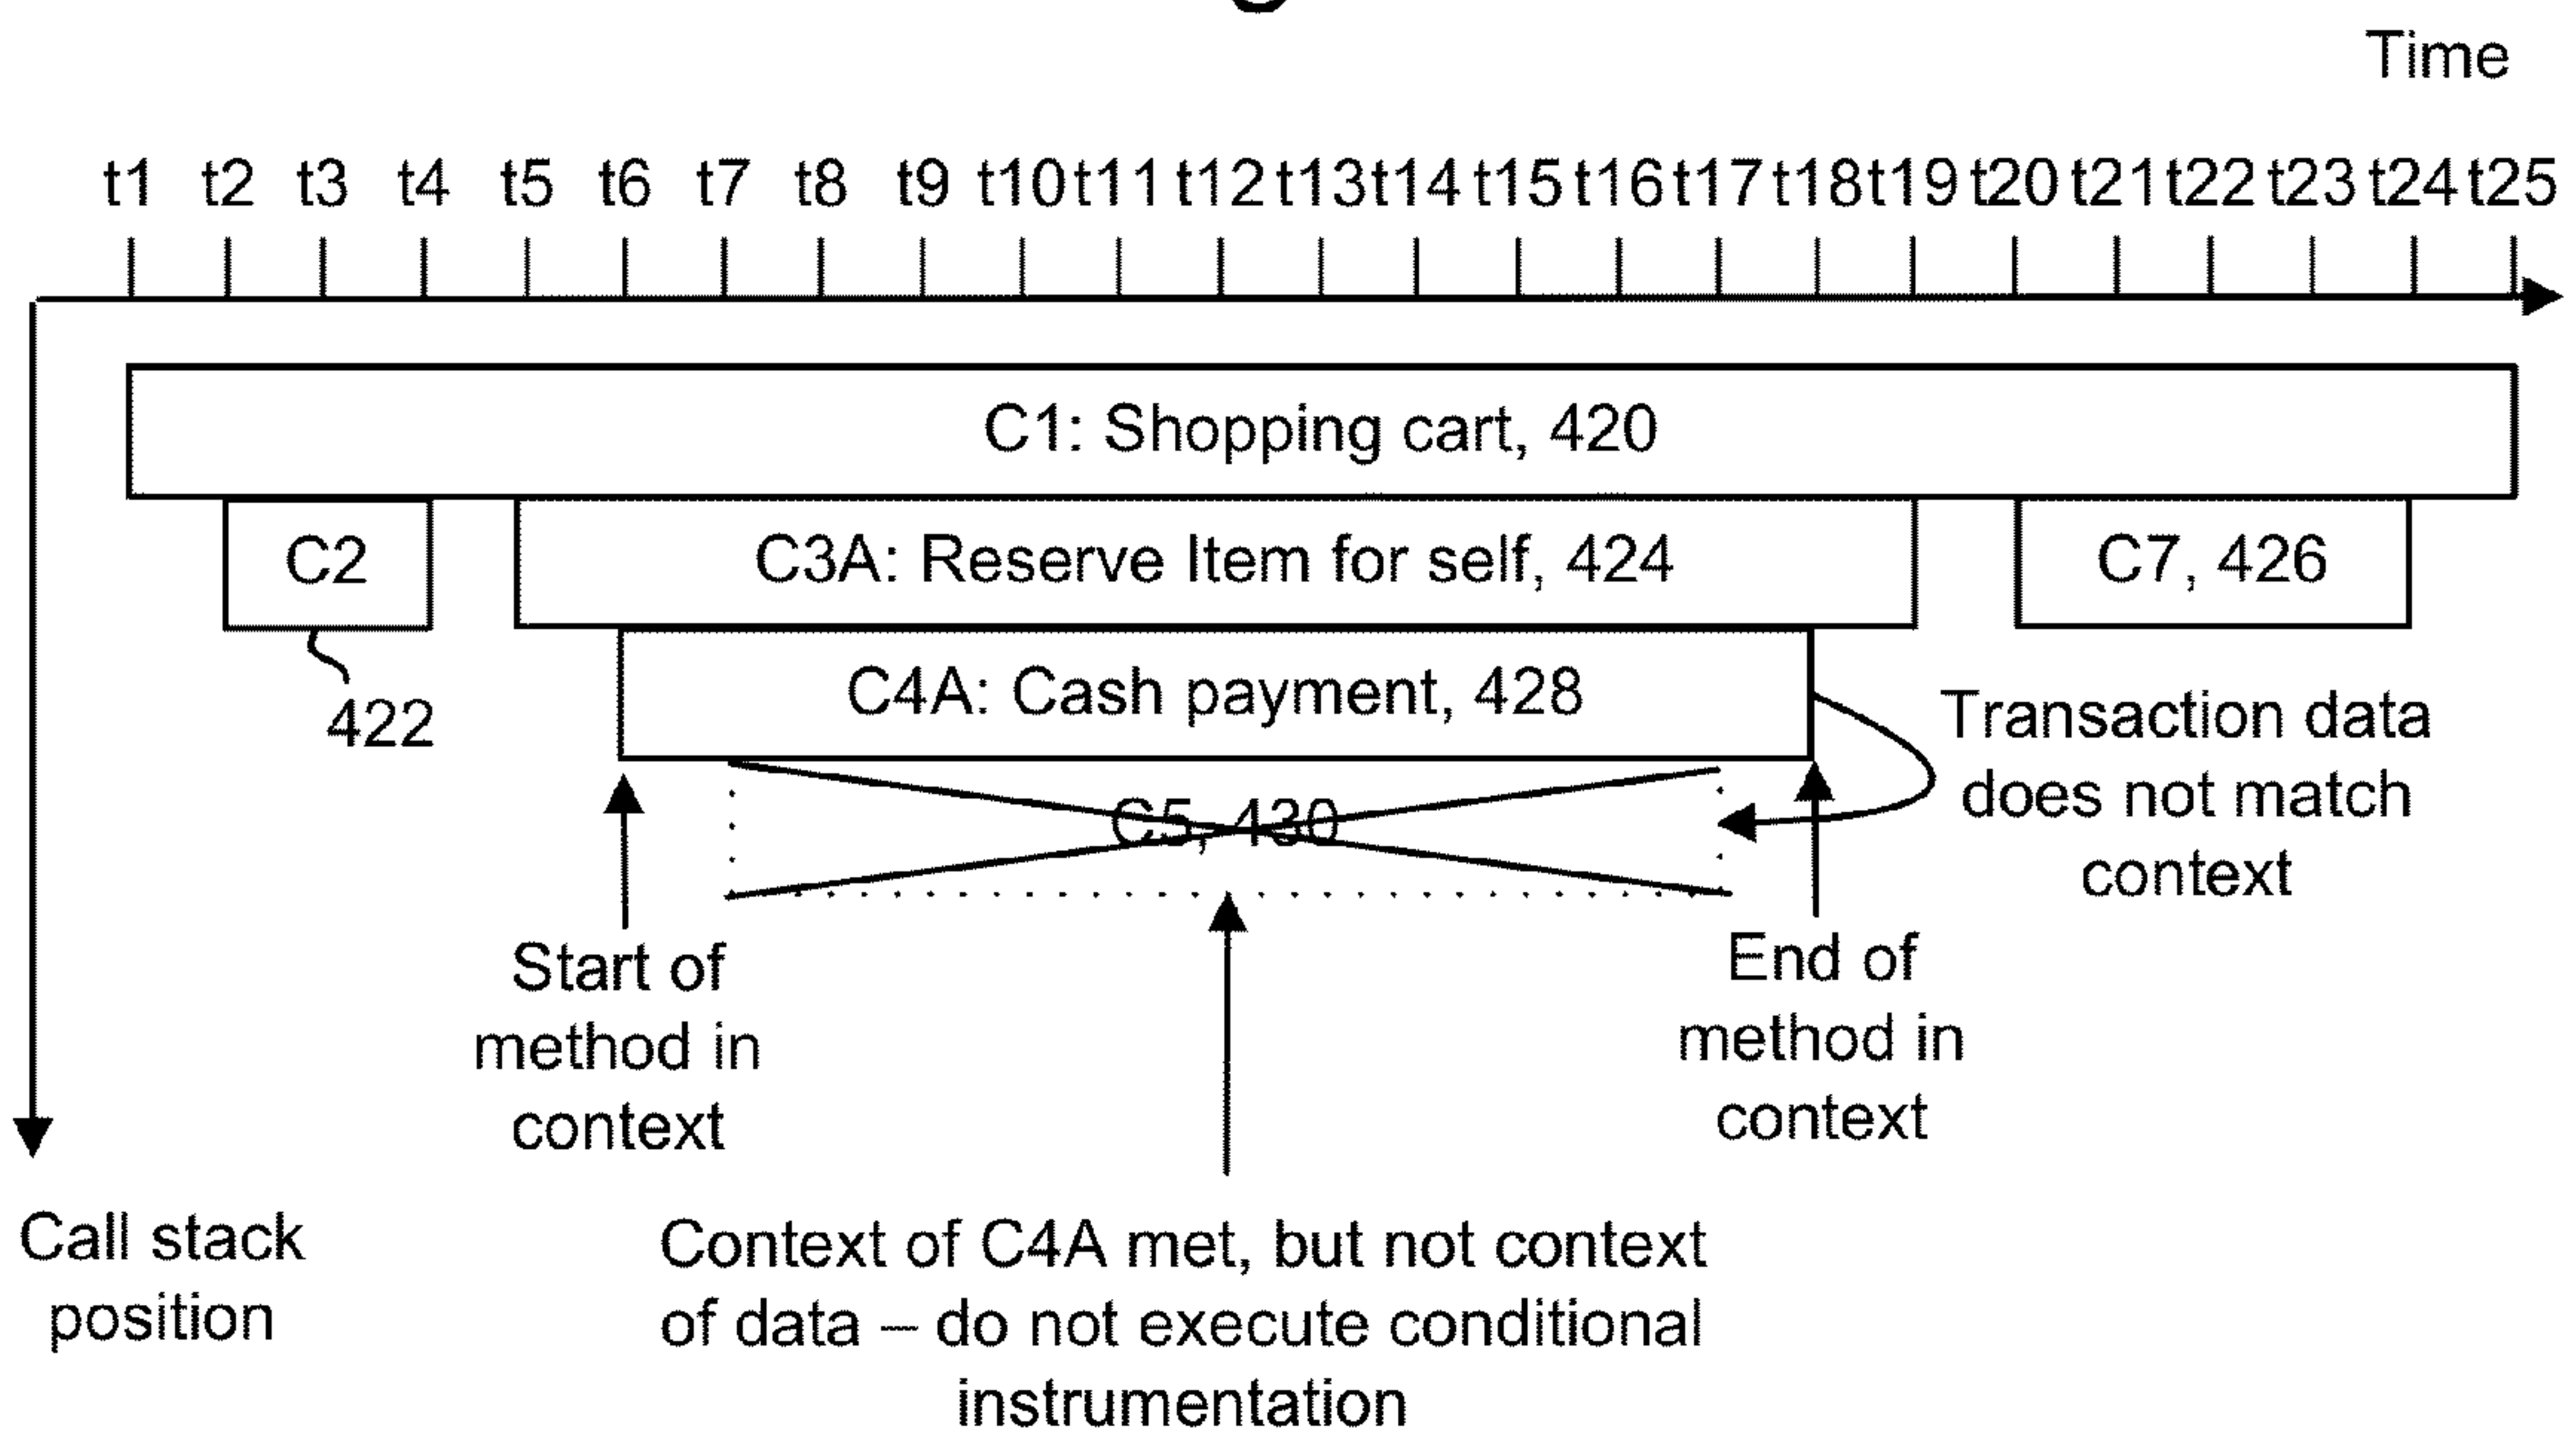 Time
t1 t2 t3 t4 t5 t6 t7 t8 t9 t10 t11 t12 t13 t14 t15 t16 t17 t18 t19 t20 t21 t22 t23 t24 t25
C1: Shopping cart, 420
C2
C3A: Reserve Item for self, 424
C7, 426
422
C4A: Cash payment, 428
Transaction data
does not match
context
C5, 430
Start of
method in
context
End of
method in
context
Call stack
position
Context of C4A met, but not context
of data – do not execute conditional
instrumentation